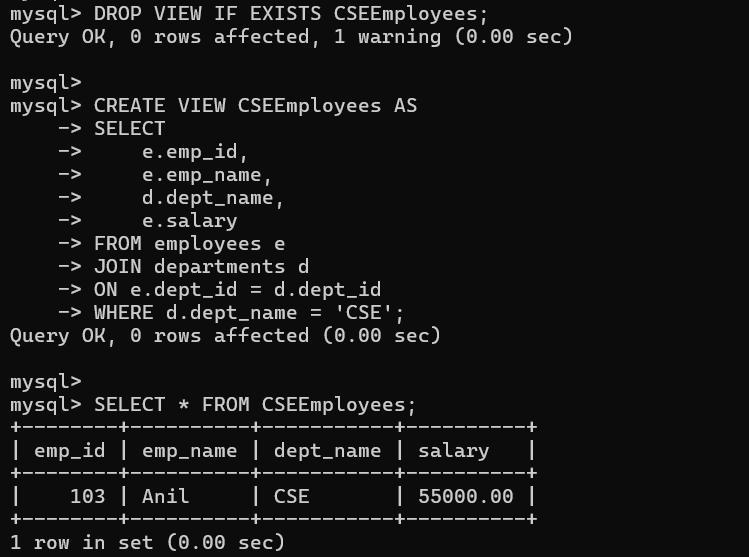 mysql> DROP VIEW IF EXISTS CSEEmployees;
Query OK, 0 rows affected, 1 warning (0.00 sec)

mysql>
mysql> CREATE VIEW CSEEmployees AS
    -> SELECT
    ->     e.emp_id,
    ->     e.emp_name,
    ->     d.dept_name,
    ->     e.salary
    -> FROM employees e
    -> JOIN departments d
    -> ON e.dept_id = d.dept_id
    -> WHERE d.dept_name = 'CSE';
Query OK, 0 rows affected (0.00 sec)

mysql>
mysql> SELECT * FROM CSEEmployees;
+--------+----------+-----------+----------+
| emp_id | emp_name | dept_name | salary   |
+--------+----------+-----------+----------+
|    103 | Anil     | CSE       | 55000.00 |
+--------+----------+-----------+----------+
1 row in set (0.00 sec)